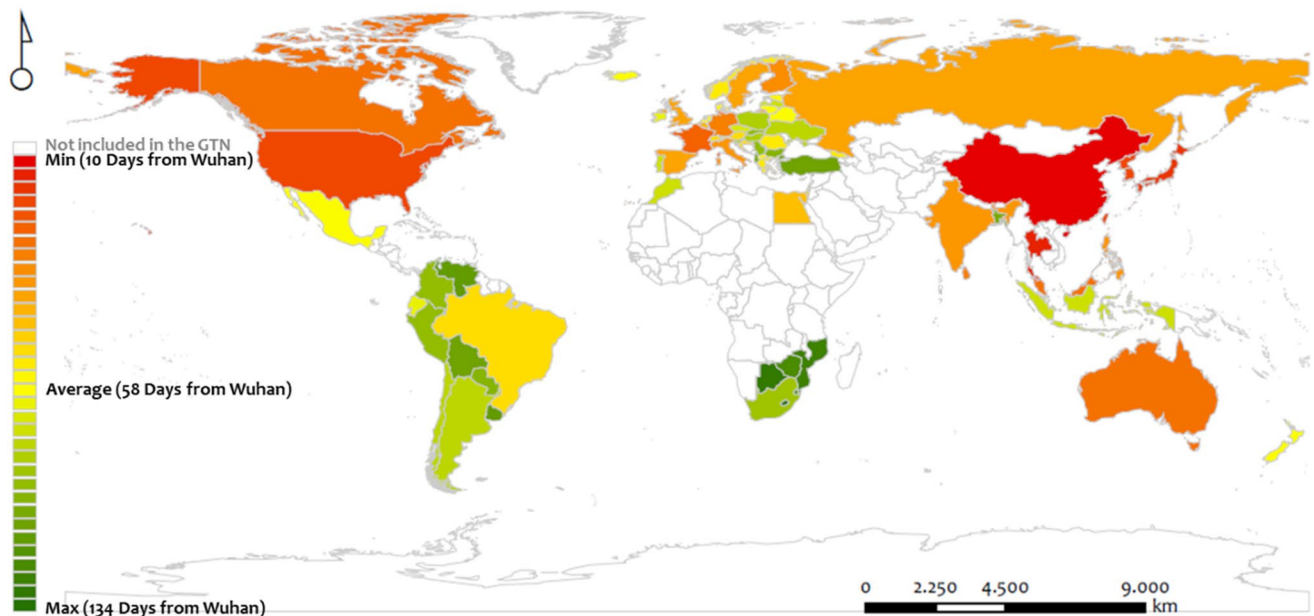 Not included in the GTN
Min (10 Days from Wuhan)
Average (58 Days from Wuhan)
Max (134 Days from Wuhan)
0 2.250 4.500 9.000
km